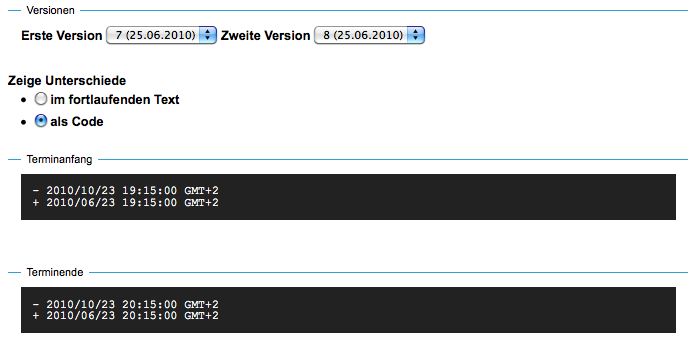 Versionen
Erste Version 7 (25.06.2010) Zweite Version 8 (25.06.2010)
Zeige Unterschiede
im fortlaufenden Text
als Code
Terminanfang
- 2010/10/23 19:15:00 GMT+2
+ 2010/06/23 19:15:00 GMT+2
Terminende
- 2010/10/23 20:15:00 GMT+2
+ 2010/06/23 20:15:00 GMT+2